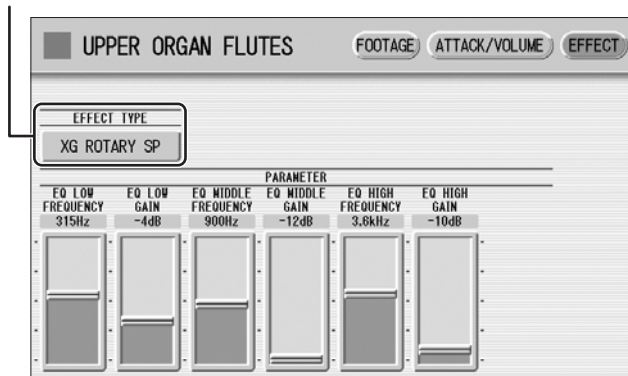 UPPER ORGAN FLUTES FOOTAGE ATTACK/VOLUME EFFECT
EFFECT TYPE
XG ROTARY SP
PARAMETER
EQ LOW EQ LOW EQ MIDDLE EQ MIDDLE EQ HIGH EQ HIGH
FREQUENCY GAIN FREQUENCY GAIN FREQUENCY GAIN
315Hz -4dB 900Hz -12dB 3.6kHz -10dB